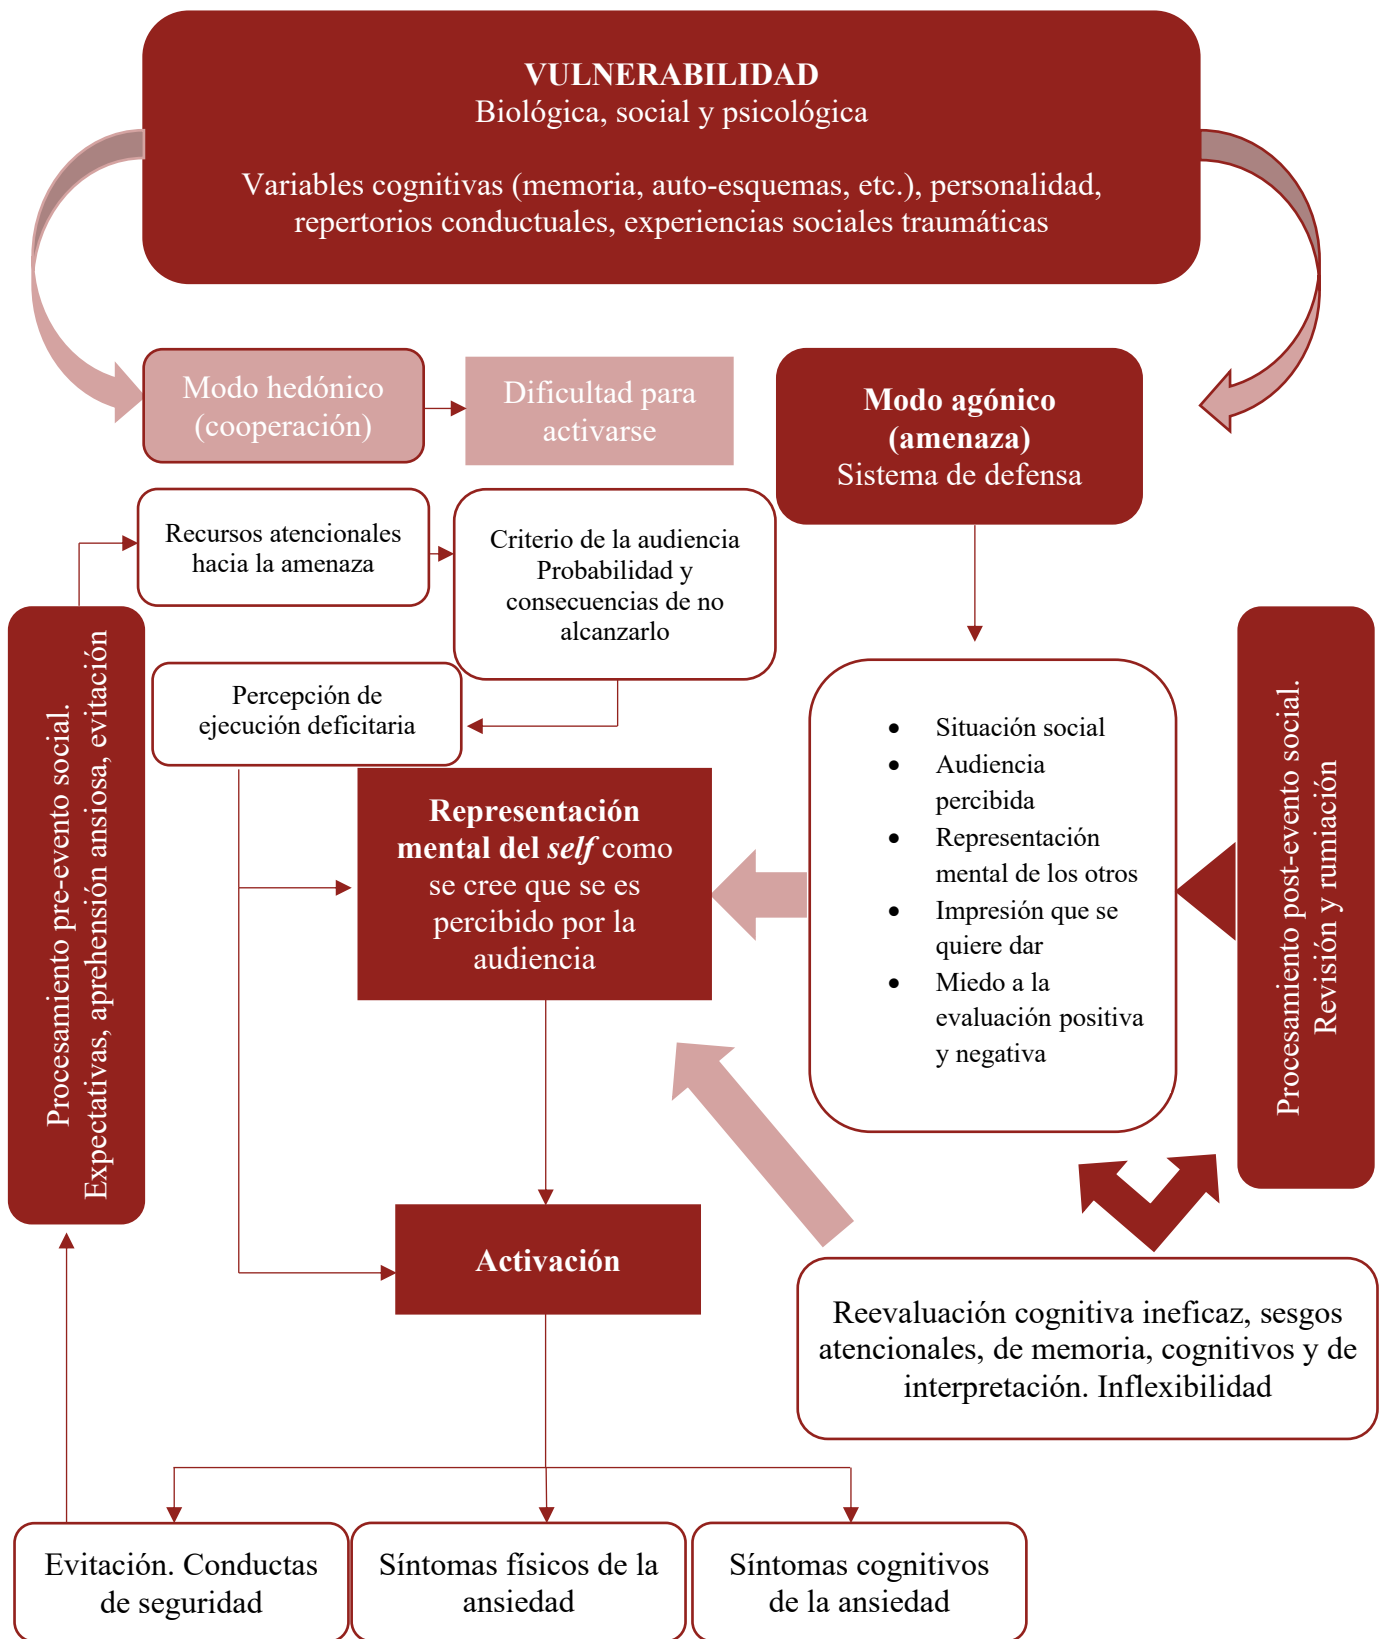 VULNERABILIDAD
Biológica, social y psicológica
Variables cognitivas (memoria, auto-esquemas, etc.), personalidad,
repertorios conductuales, experiencias sociales traumáticas
Modo hedónico
(cooperación)
Dificultad para
activarse
Modo agónico
(amenaza)
Sistema de defensa
Recursos atencionales
hacia la amenaza
Criterio de la audiencia
Probabilidad y
consecuencias de no
alcanzarlo
Percepción de
ejecución deficitaria
Procesamiento pre-evento social.
Expectativas, aprehensión ansiosa, evitación
Representación
mental del self como
se cree que se es
percibido por la
audiencia
• Situación social
• Audiencia
percibida
• Representación
mental de los otros
• Impresión que se
quiere dar
• Miedo a la
evaluación positiva
y negativa
Procesamiento post-evento social.
Revisión y rumiación
Activación
Reevaluación cognitiva ineficaz, sesgos
atencionales, de memoria, cognitivos y de
interpretación. Inflexibilidad
Evitación. Conductas
de seguridad
Síntomas físicos de la
ansiedad
Síntomas cognitivos
de la ansiedad